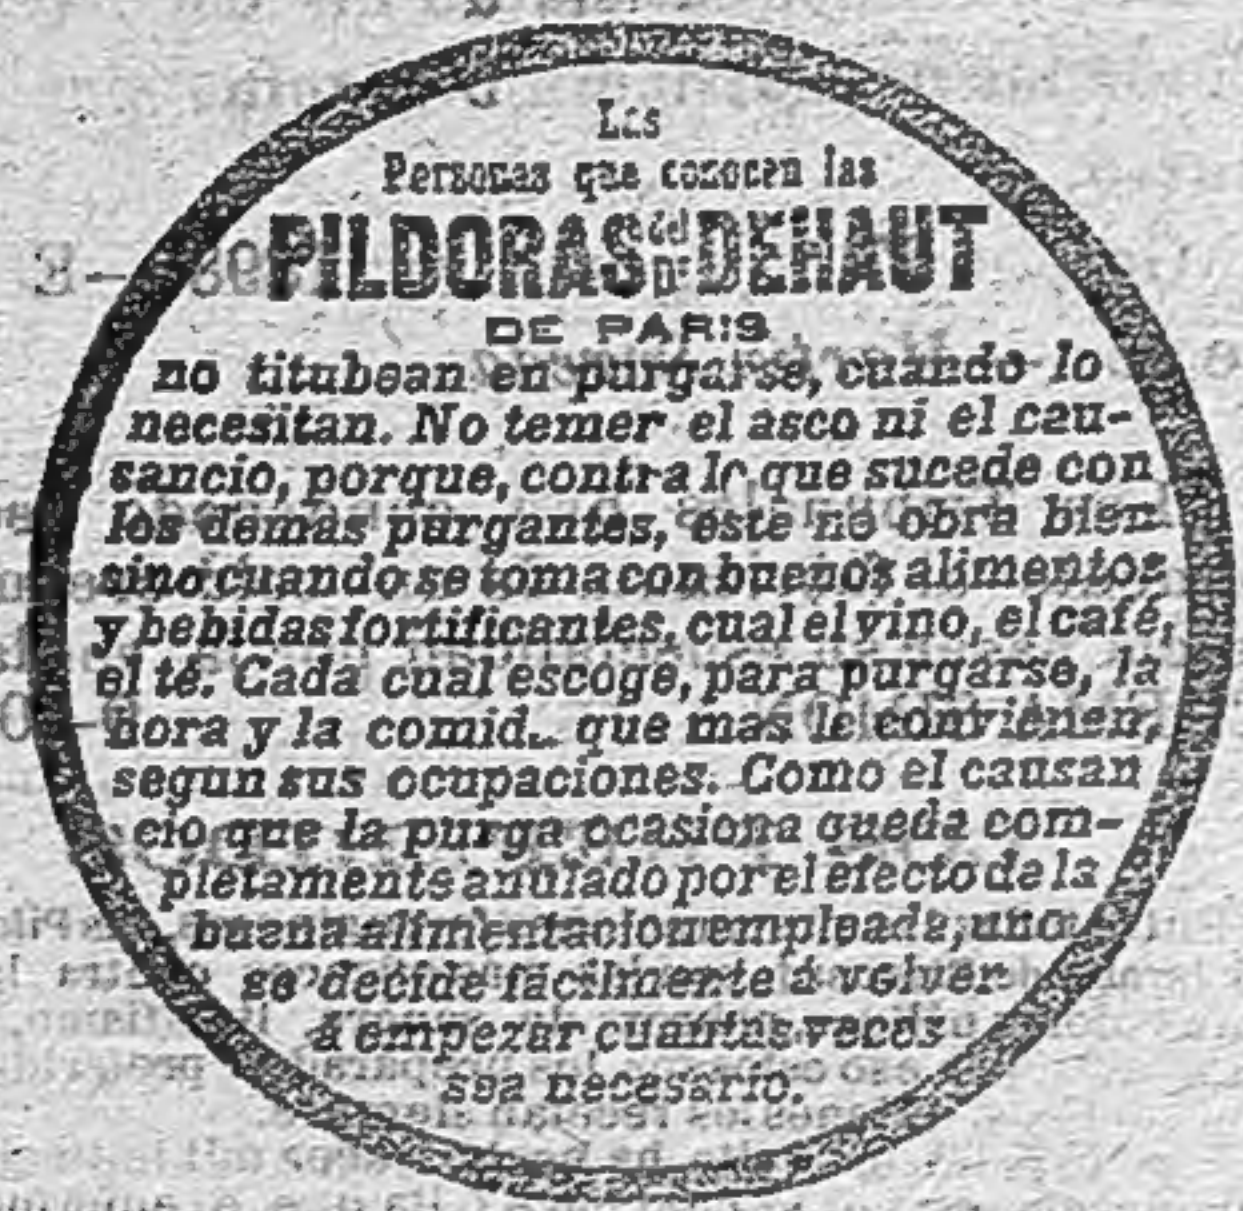 Las
Personas que conocen las
PILDORAS del Dr DEHAUT
DE PARIS
no titubean en purgarse, cuando lo
necesitan. No temer el asco ni el cau-
sancio, porque, contra lo que sucede con
los demas purgantes, este no obra bien
sino cuando se toma con buenos alimentos
y bebidas fortificantes, cual el vino, el café,
el té. Cada cual escoge, para purgarse, la
hora y la comid que mas le convienen,
segun sus ocupaciones. Como el causan
cio que la purga ocasiona queda com-
pletamente anulado por el efecto de la
buena alimentacion empleada, uno
se decide fácilmente á volver
á empezar cuantas veces
sea necesario.